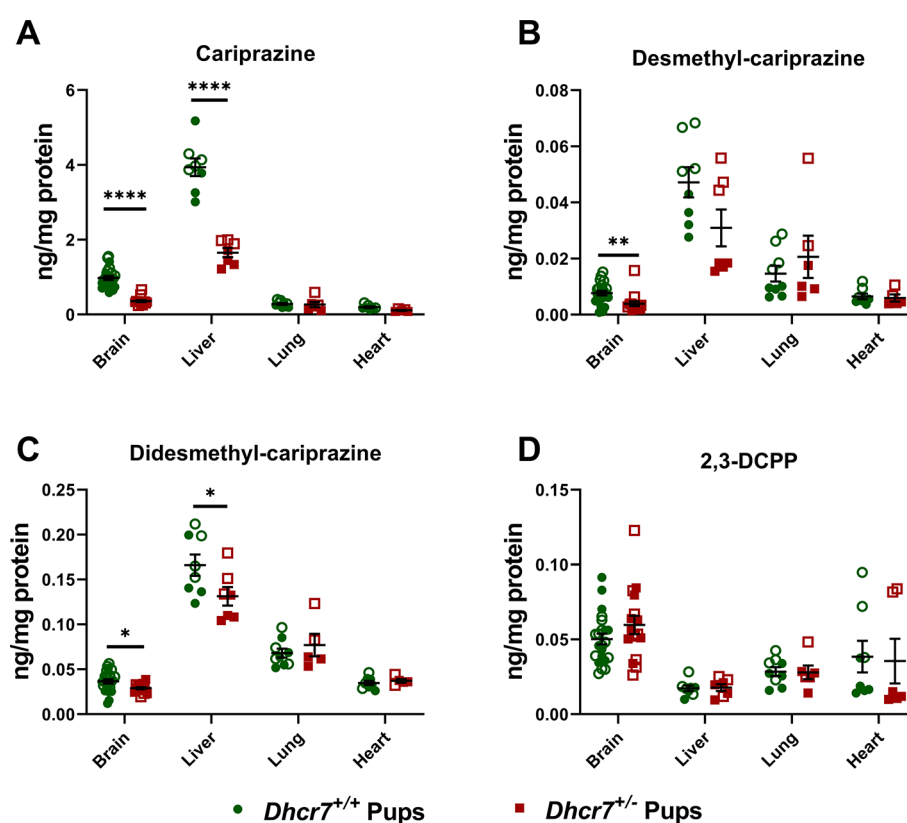 A
Cariprazine
ng/mg protein
6
4
2
0
****
****
Brain
Liver
Lung
Heart
B
Desmethyl-cariprazine
ng/mg protein
0.08
0.06
0.04
0.02
0.00
**
Brain
Liver
Lung
Heart
C
Didesmethyl-cariprazine
ng/mg protein
0.25
0.20
0.15
0.10
0.05
0.00
*
*
Brain
Liver
Lung
Heart
D
2,3-DCPP
ng/mg protein
0.15
0.10
0.05
0.00
Brain
Liver
Lung
Heart
Dhcr7+/+ Pups
Dhcr7+/- Pups